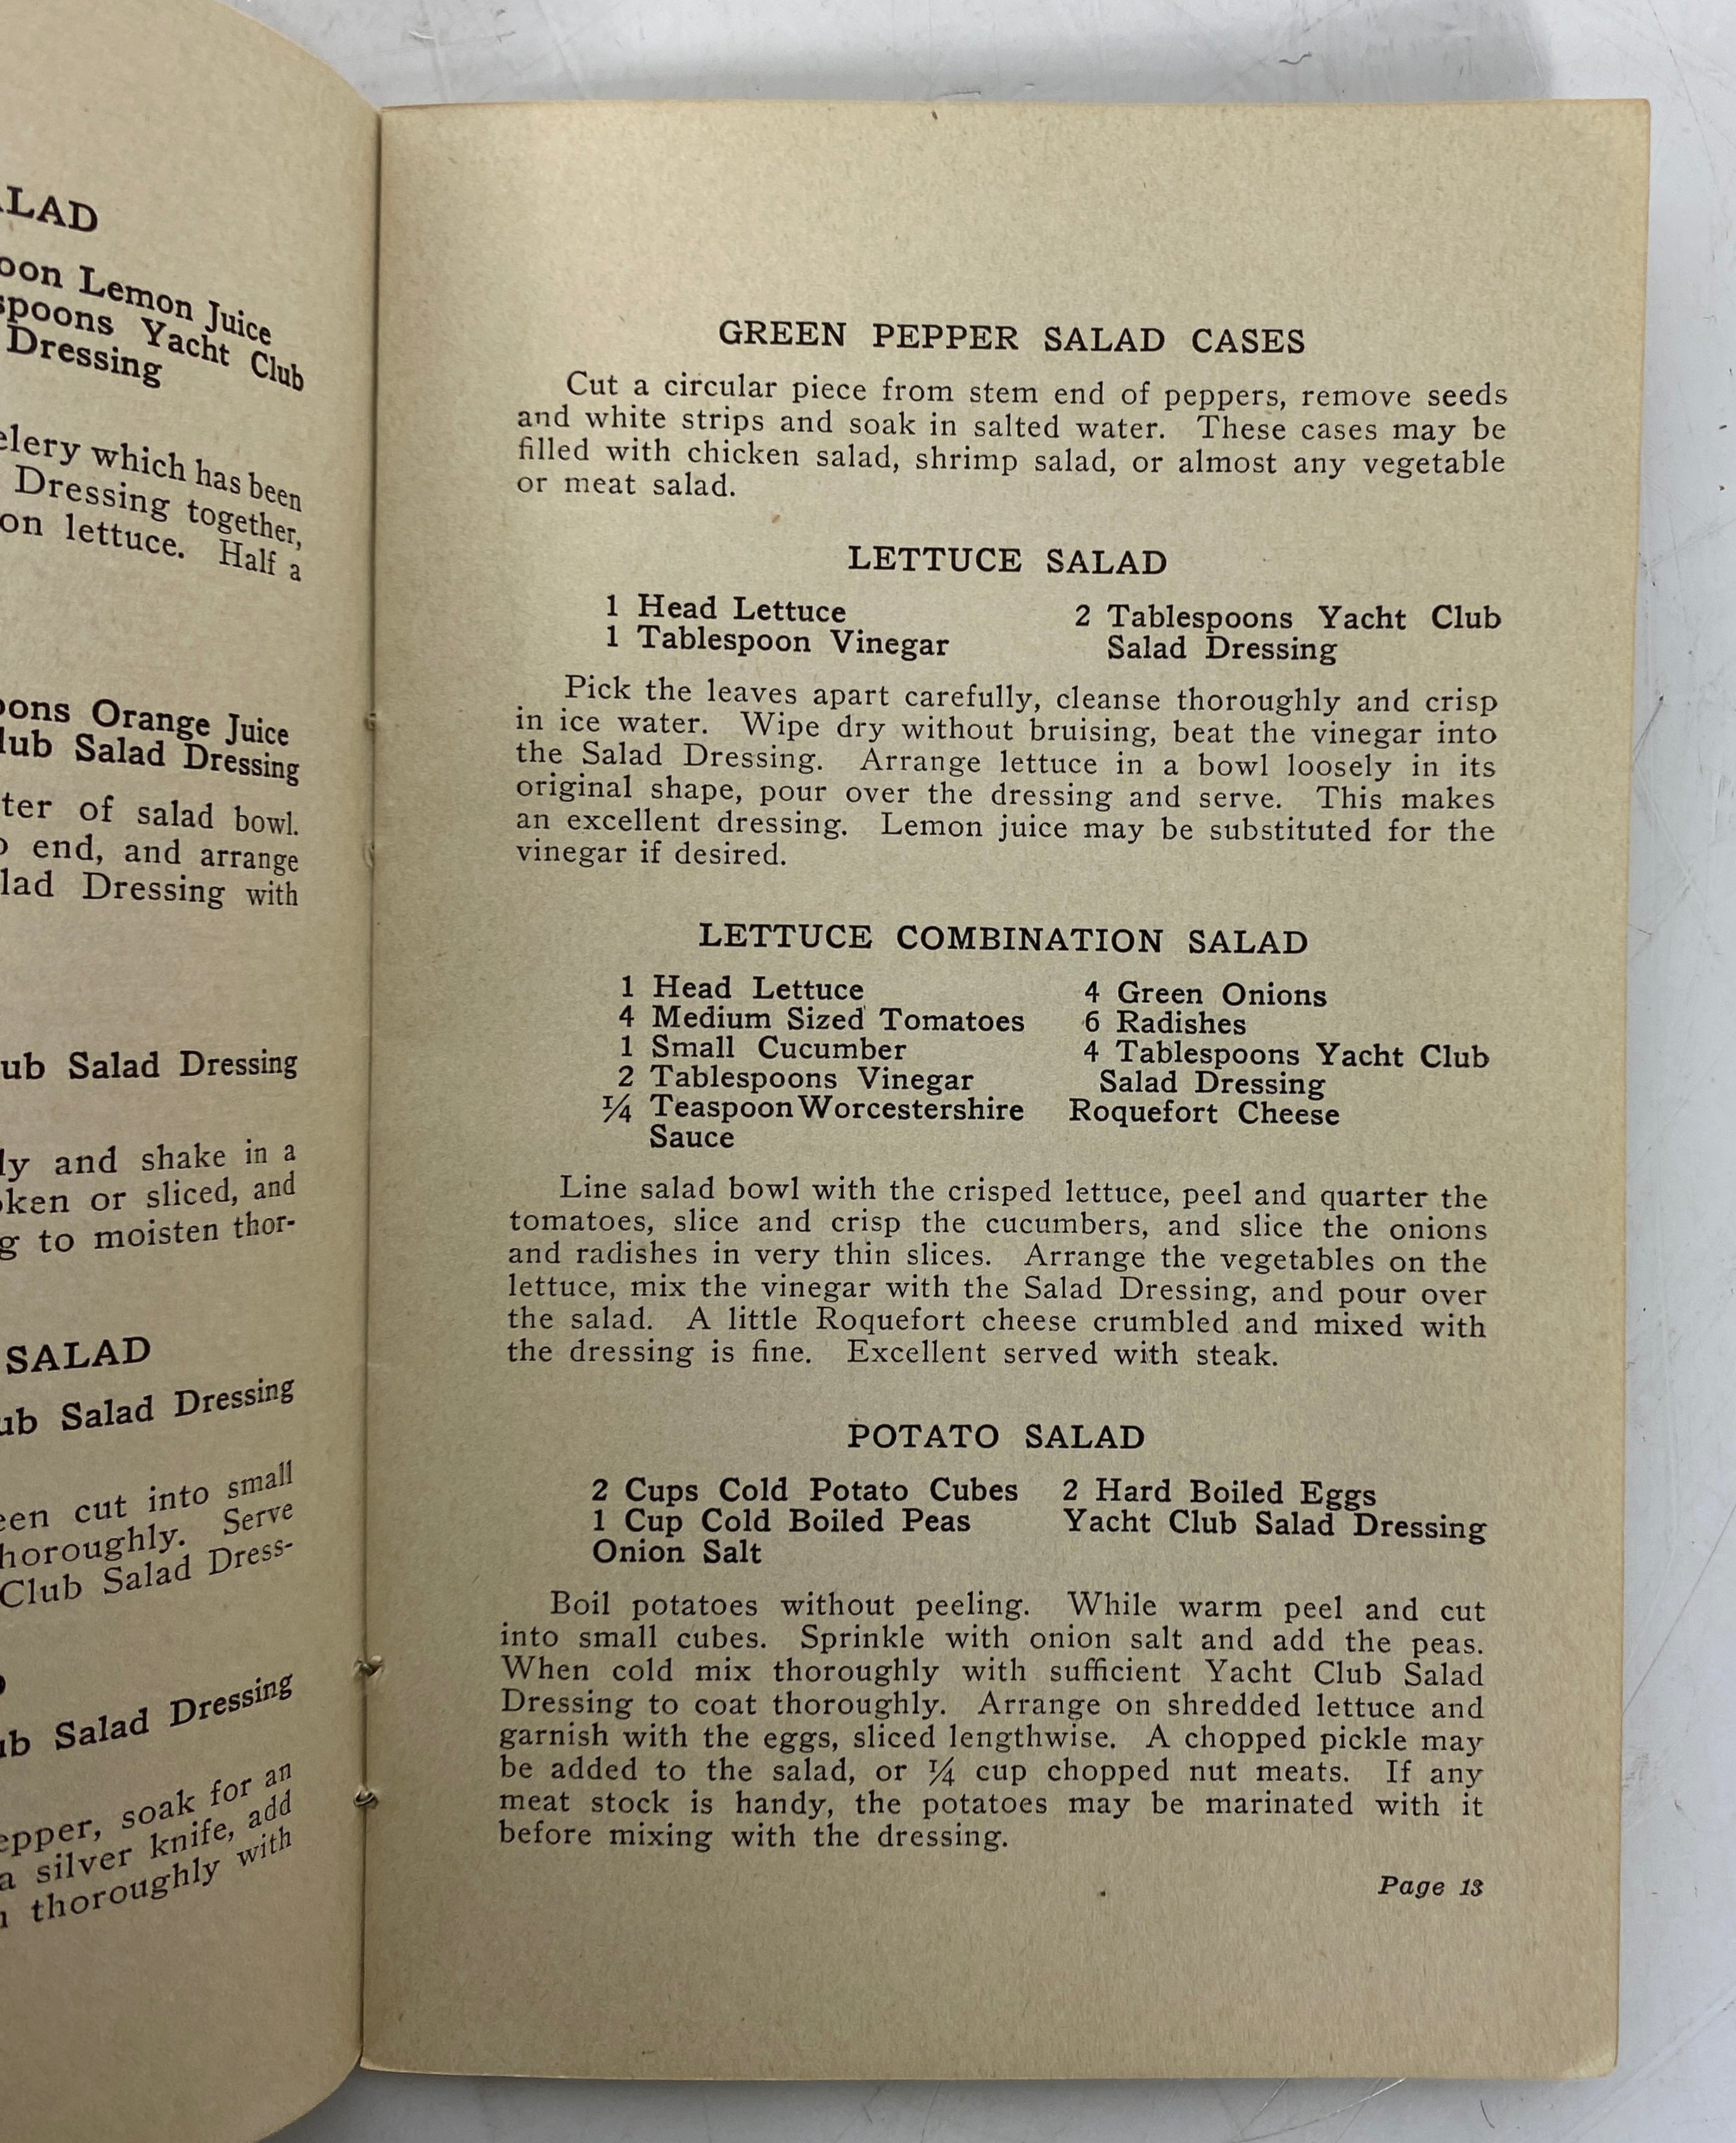 ALAD
oon Lemon Juice
spoons Yacht Club
Dressing
elery which has been
Dressing together,
on lettuce. Half a
oons Orange Juice
lub Salad Dressing
ter of salad bowl.
o end, and arrange
lad Dressing with
ub Salad Dressing
ly and shake in a
oken or sliced, and
g to moisten thor-
SALAD
ub Salad Dressing
een cut into small
horoughly. Serve
Club Salad Dress-
ub Salad Dressing
epper, soak for an
a silver knife, add
thoroughly with
GREEN PEPPER SALAD CASES
Cut a circular piece from stem end of peppers, remove seeds
and white strips and soak in salted water. These cases may be
filled with chicken salad, shrimp salad, or almost any vegetable
or meat salad.
LETTUCE SALAD
1 Head Lettuce
1 Tablespoon Vinegar
2 Tablespoons Yacht Club
Salad Dressing
Pick the leaves apart carefully, cleanse thoroughly and crisp
in ice water. Wipe dry without bruising, beat the vinegar into
the Salad Dressing. Arrange lettuce in a bowl loosely in its
original shape, pour over the dressing and serve. This makes
an excellent dressing. Lemon juice may be substituted for the
vinegar if desired.
LETTUCE COMBINATION SALAD
1 Head Lettuce
4 Medium Sized Tomatoes
1 Small Cucumber
2 Tablespoons Vinegar
¼ Teaspoon Worcestershire
Sauce
4 Green Onions
6 Radishes
4 Tablespoons Yacht Club
Salad Dressing
Roquefort Cheese
Line salad bowl with the crisped lettuce, peel and quarter the
tomatoes, slice and crisp the cucumbers, and slice the onions
and radishes in very thin slices. Arrange the vegetables on the
lettuce, mix the vinegar with the Salad Dressing, and pour over
the salad. A little Roquefort cheese crumbled and mixed with
the dressing is fine. Excellent served with steak.
POTATO SALAD
2 Cups Cold Potato Cubes
1 Cup Cold Boiled Peas
Onion Salt
2 Hard Boiled Eggs
Yacht Club Salad Dressing
Boil potatoes without peeling. While warm peel and cut
into small cubes. Sprinkle with onion salt and add the peas.
When cold mix thoroughly with sufficient Yacht Club Salad
Dressing to coat thoroughly. Arrange on shredded lettuce and
garnish with the eggs, sliced lengthwise. A chopped pickle may
be added to the salad, or ¼ cup chopped nut meats. If any
meat stock is handy, the potatoes may be marinated with it
before mixing with the dressing.
Page 13